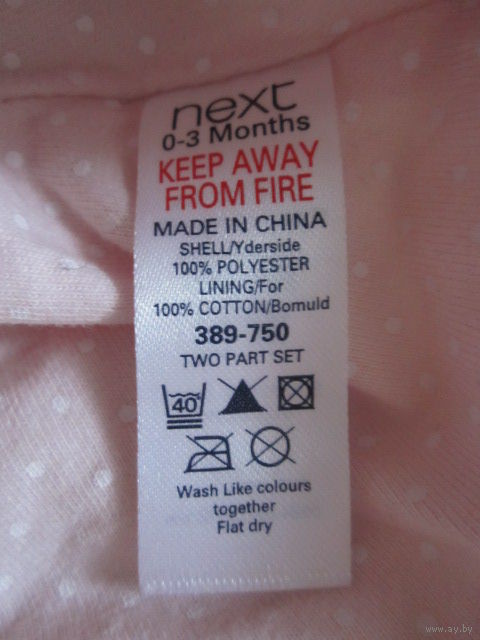 next
0-3 Months
KEEP AWAY
FROM FIRE
MADE IN CHINA
SHELL/Yderside
100% POLYESTER
LINING/For
100% COTTON/Bomuld
389-750
TWO PART SET
40°
Wash Like colours
together
Flat dry
www.ay.by